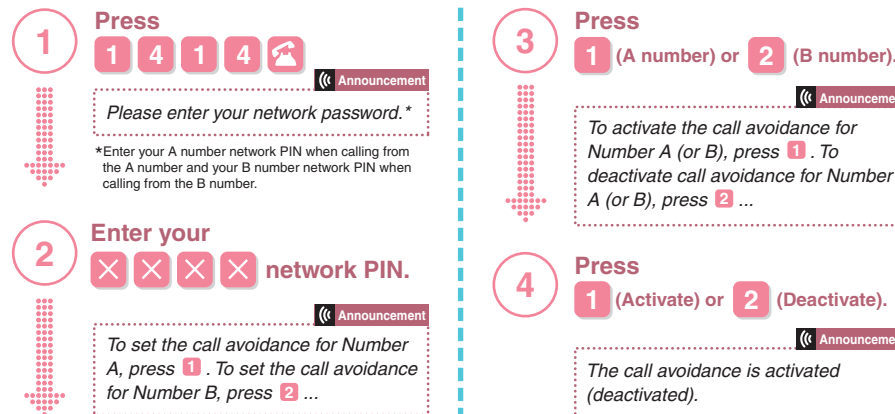 1
Press
1 4 1 4
Announcement
Please enter your network password.*
*Enter your A number network PIN when calling from
the A number and your B number network PIN when
calling from the B number.
2
Enter your
network PIN.
Announcement
To set the call avoidance for Number
A, press 1 . To set the call avoidance
for Number B, press 2 ...
3
Press
1 (A number) or 2 (B number).
Announceme
To activate the call avoidance for
Number A (or B), press 1 . To
deactivate call avoidance for Number
A (or B), press 2 ...
4
Press
1 (Activate) or 2 (Deactivate).
Announceme
The call avoidance is activated
(deactivated).